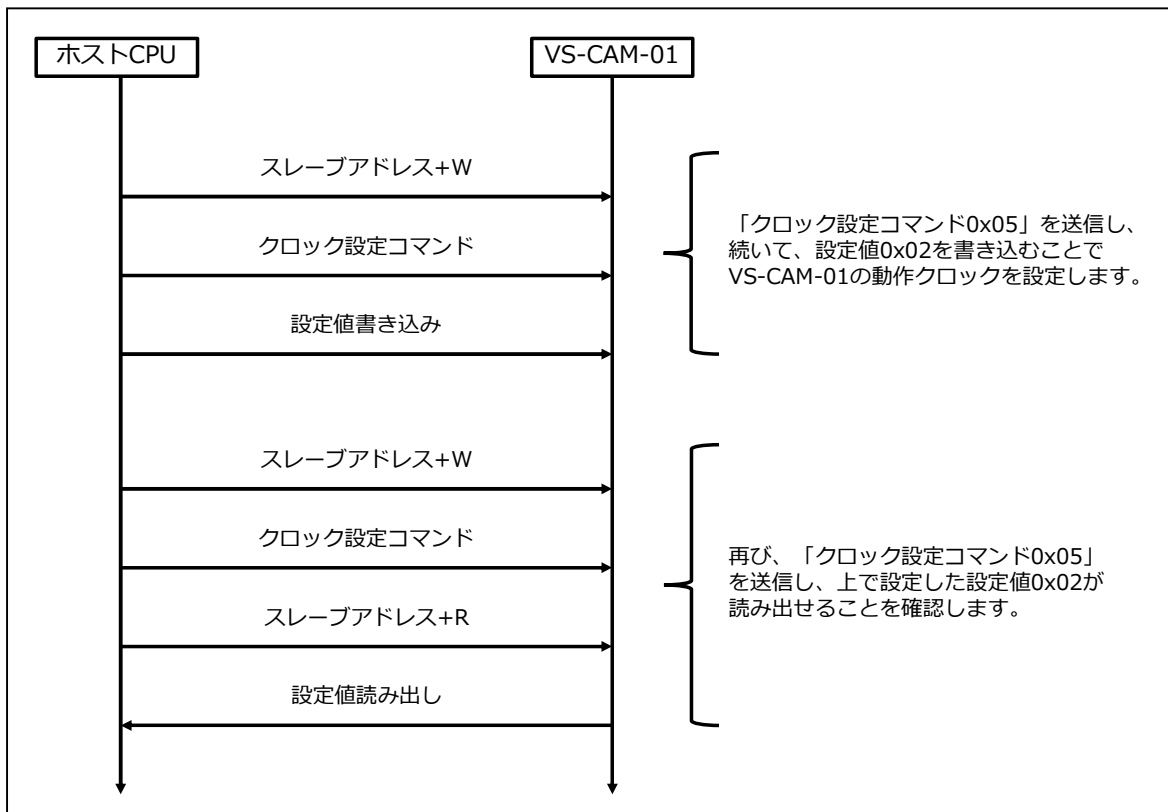 ホストCPU
VS-CAM-01
スレーブアドレス+W
クロック設定コマンド
設定値書き込み
「クロック設定コマンド0x05」を送信し、
続いて、設定値0x02を書き込むことで
VS-CAM-01の動作クロックを設定します。
スレーブアドレス+W
クロック設定コマンド
スレーブアドレス+R
設定値読み出し
再び、「クロック設定コマンド0x05」
を送信し、上で設定した設定値0x02が
読み出せることを確認します。